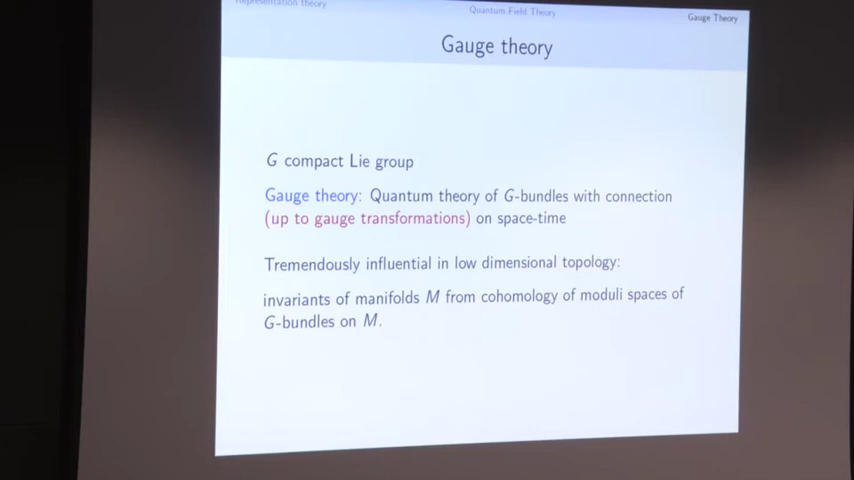 Representation theory
Quantum Field Theory
Gauge Theory
Gauge theory
G compact Lie group
Gauge theory: Quantum theory of G-bundles with connection
(up to gauge transformations) on space-time
Tremendously influential in low dimensional topology:
invariants of manifolds M from cohomology of moduli spaces of
G-bundles on M.